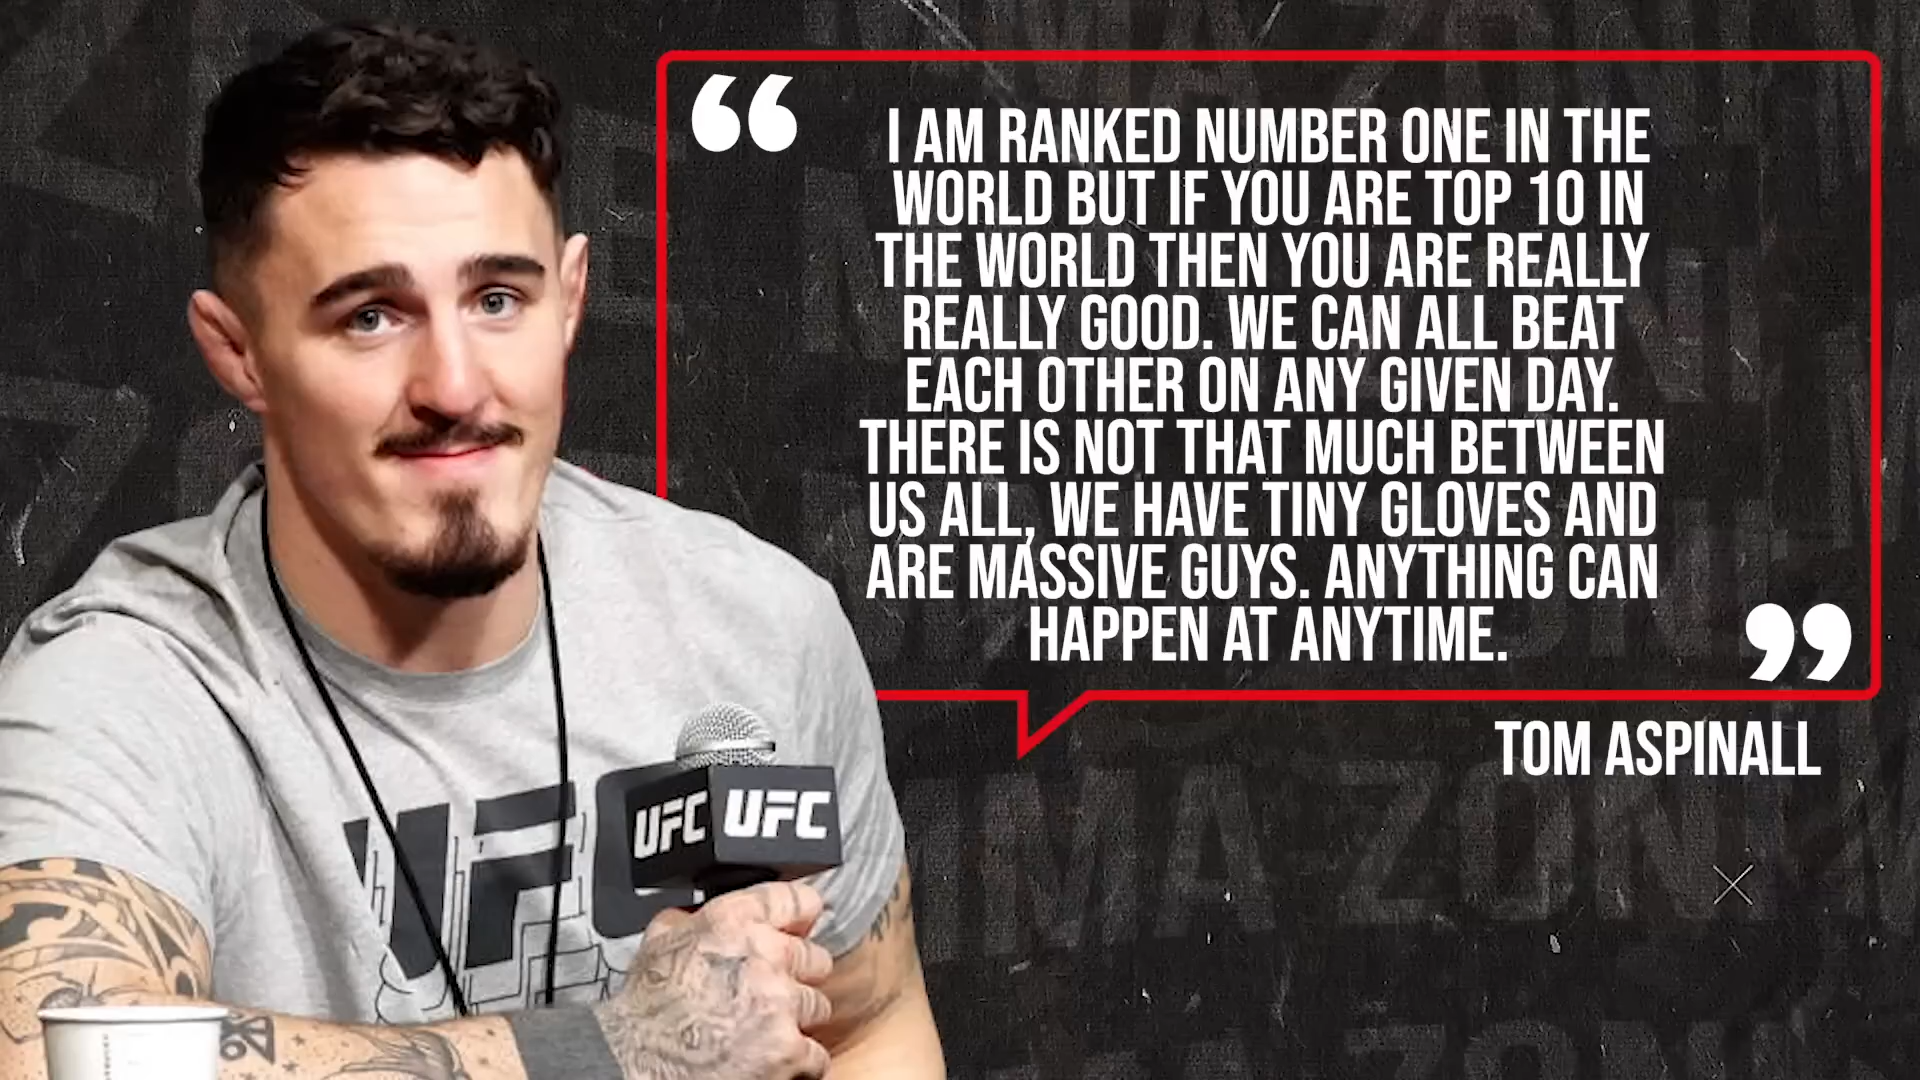 I AM RANKED NUMBER ONE IN THE
WORLD BUT IF YOU ARE TOP 10 IN
THE WORLD THEN YOU ARE REALLY
REALLY GOOD. WE CAN ALL BEAT
EACH OTHER ON ANY GIVEN DAY.
THERE IS NOT THAT MUCH BETWEEN
US ALL, WE HAVE TINY GLOVES AND
ARE MASSIVE GUYS. ANYTHING CAN
HAPPEN AT ANYTIME.
TOM ASPINALL
UFC UFC
UFC